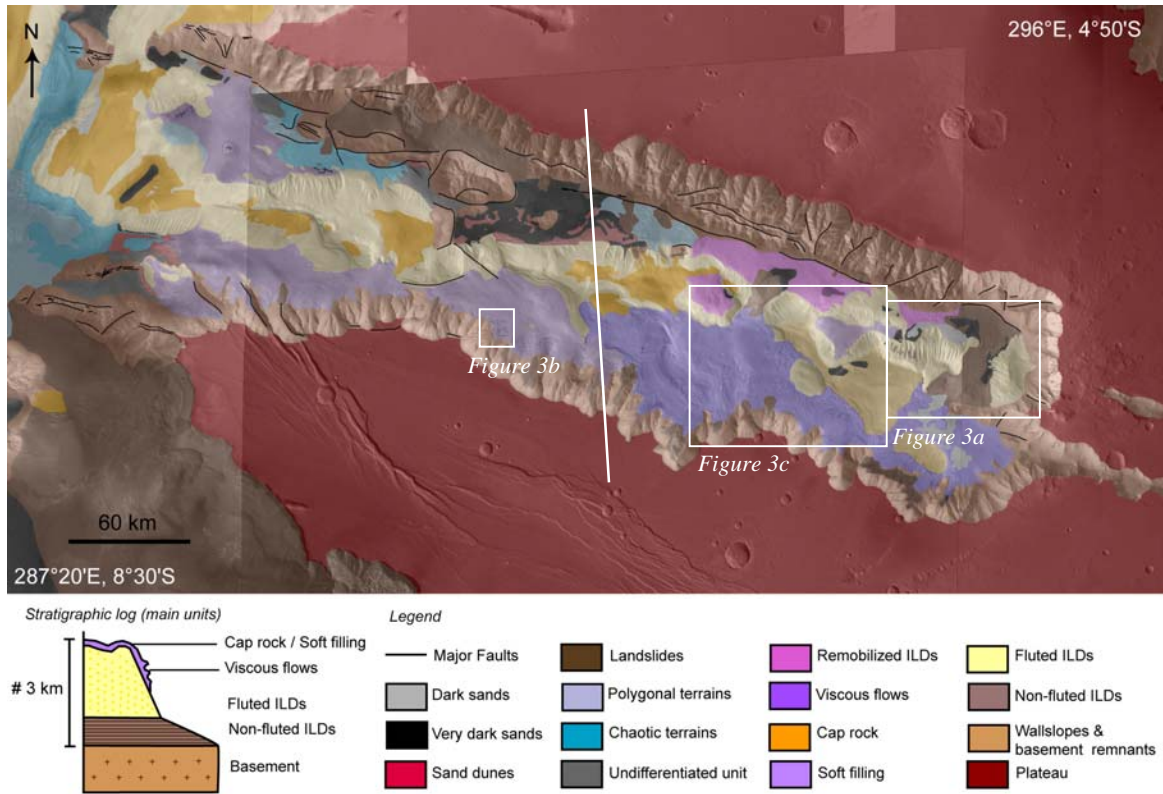 N
296°E, 4°50'S
Figure 3b
Figure 3c
Figure 3a
60 km
287°20'E, 8°30'S
Stratigraphic log (main units)
# 3 km
Cap rock / Soft filling
Viscous flows
Fluted ILDs
Non-fluted ILDs
Basement
Legend
Major Faults
Dark sands
Very dark sands
Sand dunes
Landslides
Polygonal terrains
Chaotic terrains
Undifferentiated unit
Remobilized ILDs
Viscous flows
Cap rock
Soft filling
Fluted ILDs
Non-fluted ILDs
Wallslopes &
basement remnants
Plateau